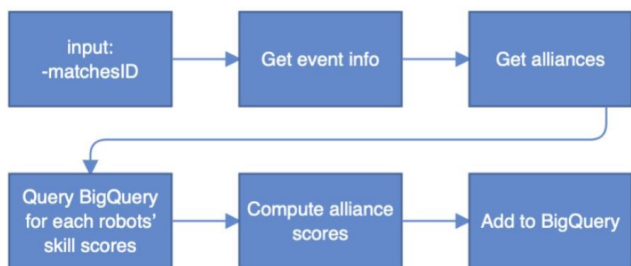 input:
-matchesID
Get event info
Get alliances
Query BigQuery
for each robots'
skill scores
Compute alliance
scores
Add to BigQuery